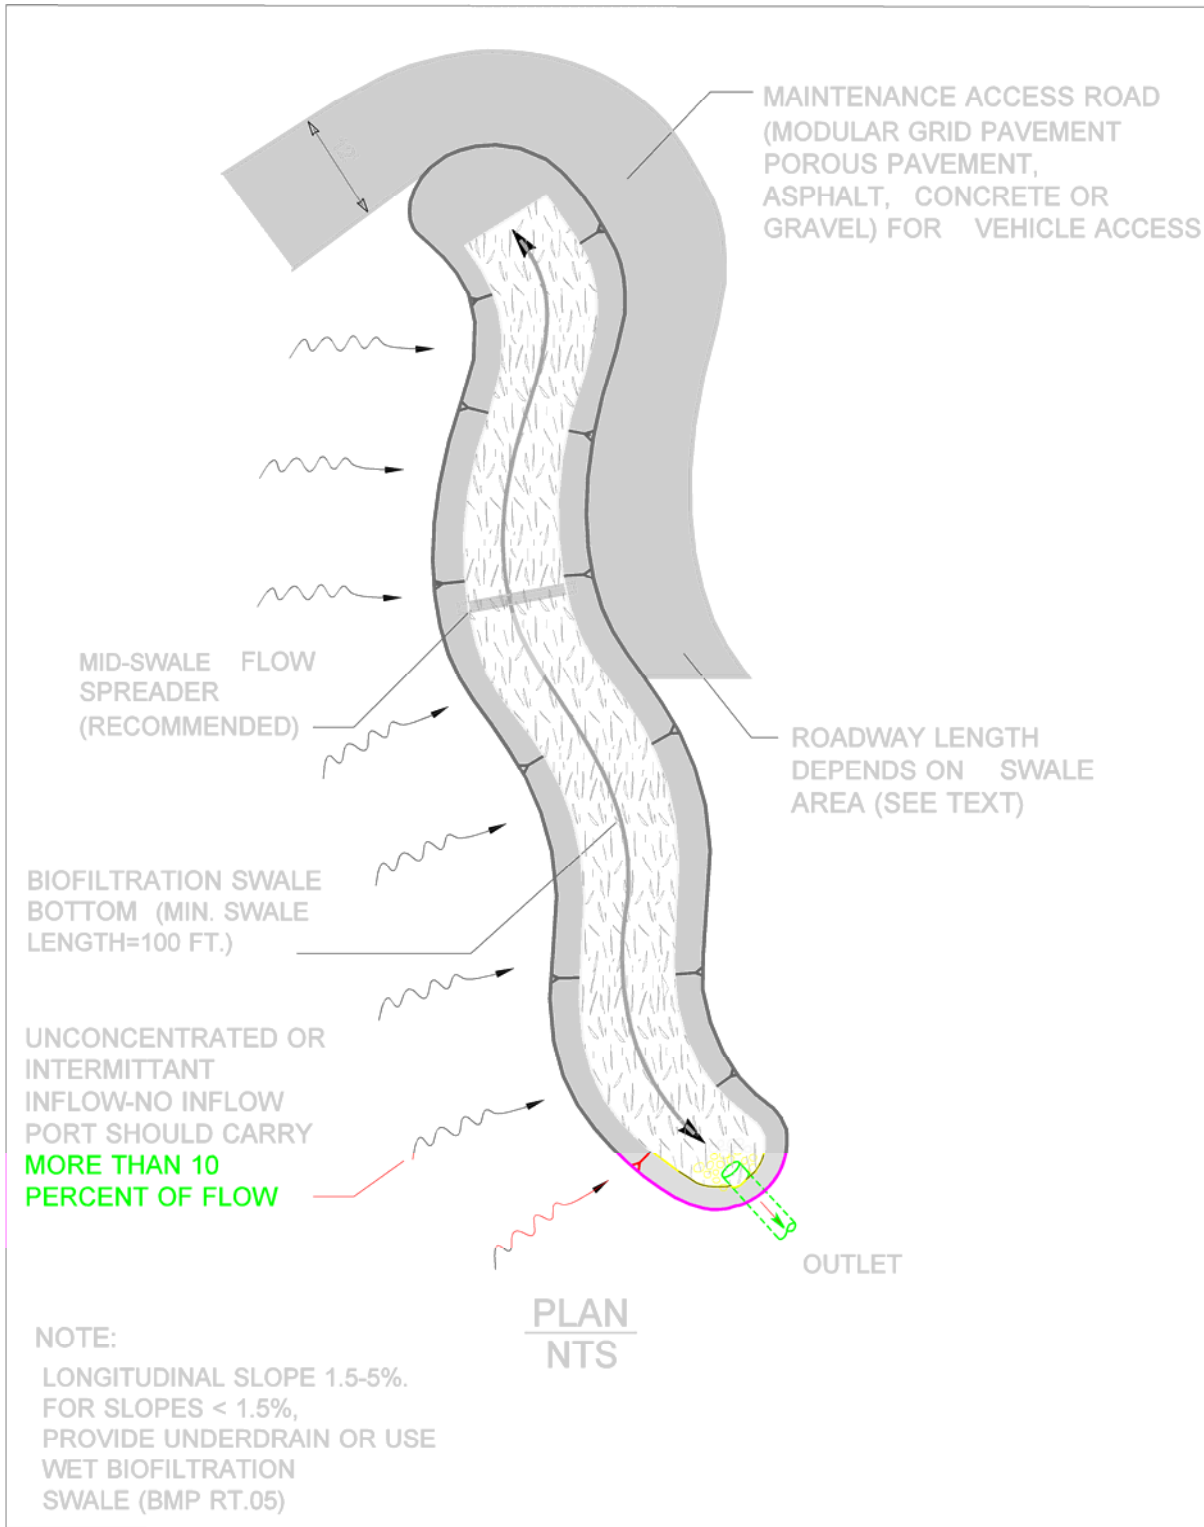 MAINTENANCE ACCESS ROAD
(MODULAR GRID PAVEMENT
POROUS PAVEMENT,
ASPHALT, CONCRETE OR
GRAVEL) FOR VEHICLE ACCESS
MID-SWALE FLOW
SPREADER
(RECOMMENDED)
ROADWAY LENGTH
DEPENDS ON SWALE
AREA (SEE TEXT)
BIOFILTRATION SWALE
BOTTOM (MIN. SWALE
LENGTH=100 FT.)
UNCONCENTRATED OR
INTERMITTANT
INFLOW-NO INFLOW
PORT SHOULD CARRY
MORE THAN 10
PERCENT OF FLOW
OUTLET
PLAN
NTS
NOTE:
LONGITUDINAL SLOPE 1.5-5%.
FOR SLOPES < 1.5%,
PROVIDE UNDERDRAIN OR USE
WET BIOFILTRATION
SWALE (BMP RT.05)